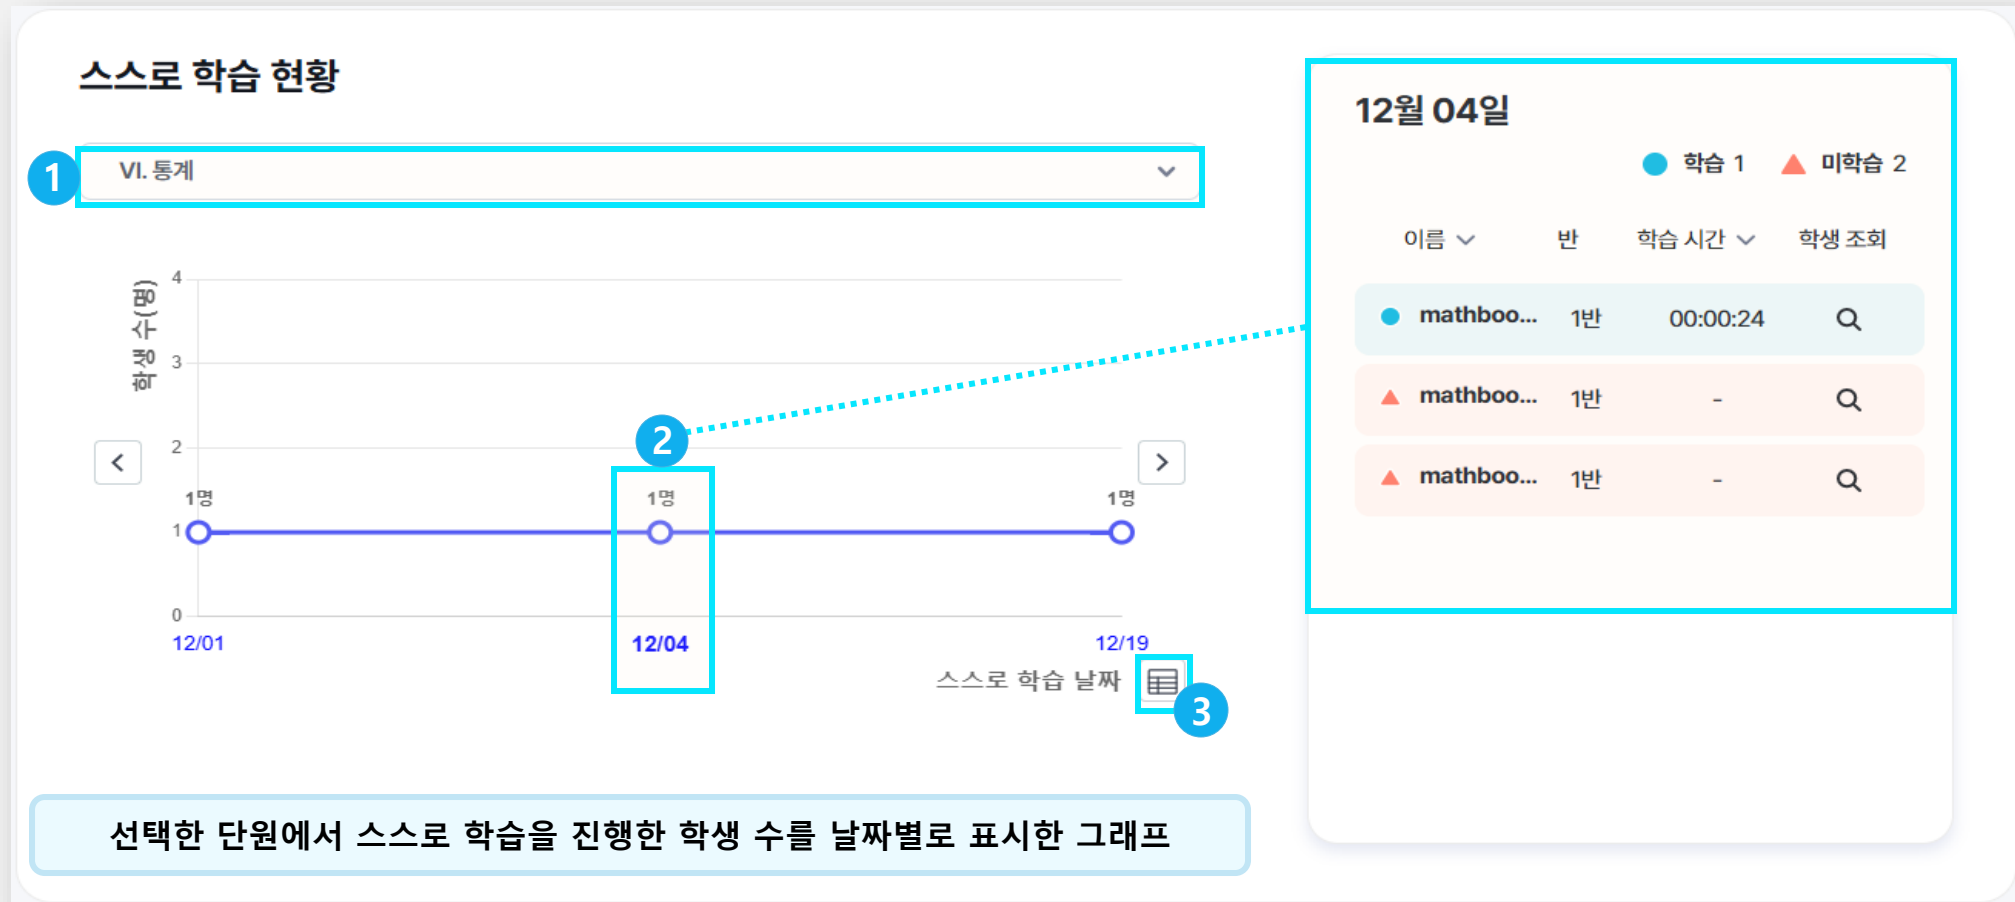 스스로 학습 현황
1
VI. 통계
학생 수(명)
4
3
2
1
0
1명
1명
1명
2
12/01
12/04
12/19
스스로 학습 날짜
3
선택한 단원에서 스스로 학습을 진행한 학생 수를 날짜별로 표시한 그래프
12월 04일
학습 1 미학습 2
이름 반 학습 시간 학생 조회
mathboo... 1반 00:00:24
mathboo... 1반 -
mathboo... 1반 -